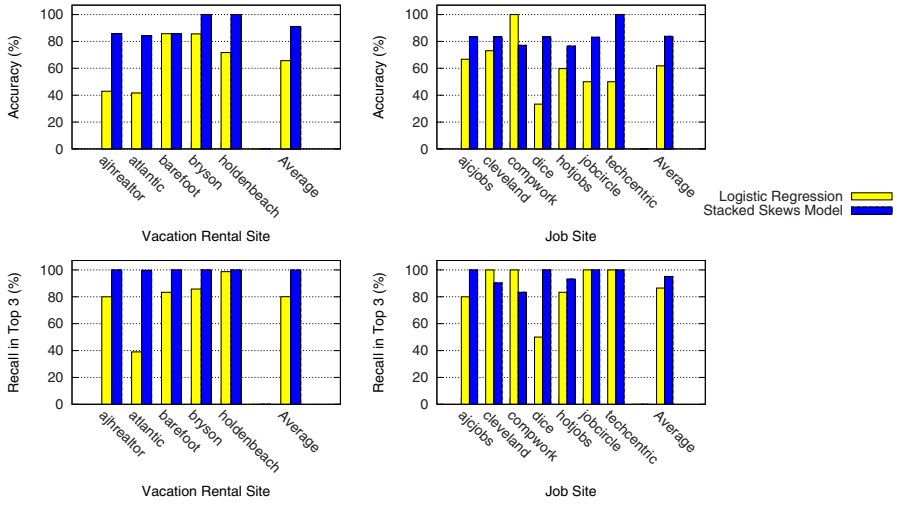 Accuracy (%)
100
80
60
40
20
0
ajhrealtor
atlantic
barefoot
bryson
holdenbeach
Average
Vacation Rental Site
Accuracy (%)
100
80
60
40
20
0
ajcjobs
cleveland
compwork
dice
hotjobs
jobcircle
techcentric
Average
Job Site
Logistic Regression
Stacked Skews Model
Recall in Top 3 (%)
100
80
60
40
20
0
ajhrealtor
atlantic
barefoot
bryson
holdenbeach
Average
Vacation Rental Site
Recall in Top 3 (%)
100
80
60
40
20
0
ajcjobs
cleveland
compwork
dice
hotjobs
jobcircle
techcentric
Average
Job Site